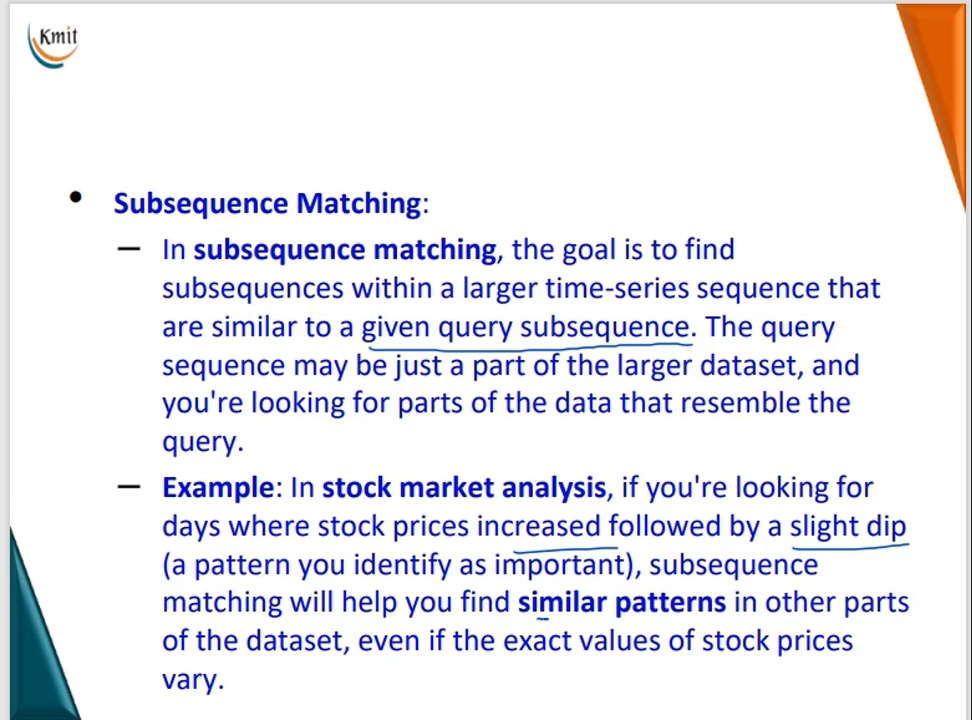 Kmit
• Subsequence Matching:
– In subsequence matching, the goal is to find
subsequences within a larger time-series sequence that
are similar to a given query subsequence. The query
sequence may be just a part of the larger dataset, and
you're looking for parts of the data that resemble the
query.
– Example: In stock market analysis, if you're looking for
days where stock prices increased followed by a slight dip
(a pattern you identify as important), subsequence
matching will help you find similar patterns in other parts
of the dataset, even if the exact values of stock prices
vary.